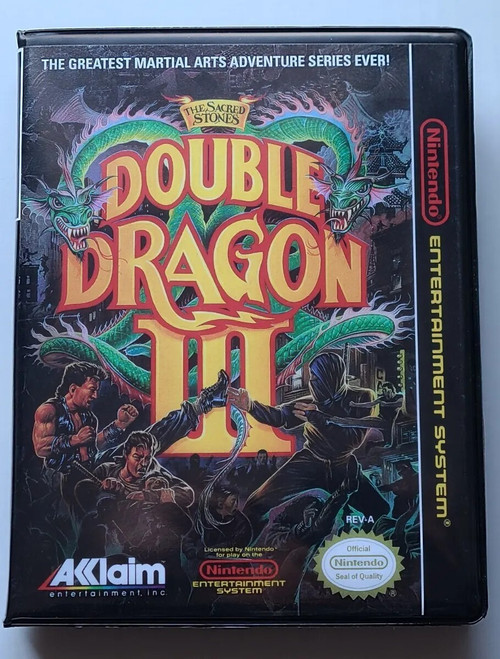 THE GREATEST MARTIAL ARTS ADVENTURE SERIES EVER!
THE SACRED
STONES
DOUBLE
DRAGON
III
Nintendo
ENTERTAINMENT SYSTEM®
REV-A
AKKlaim
entertainment, inc.
Licensed by Nintendo®
for play on the
Nintendo
ENTERTAINMENT
SYSTEM®
Official
Nintendo
Seal of Quality
®